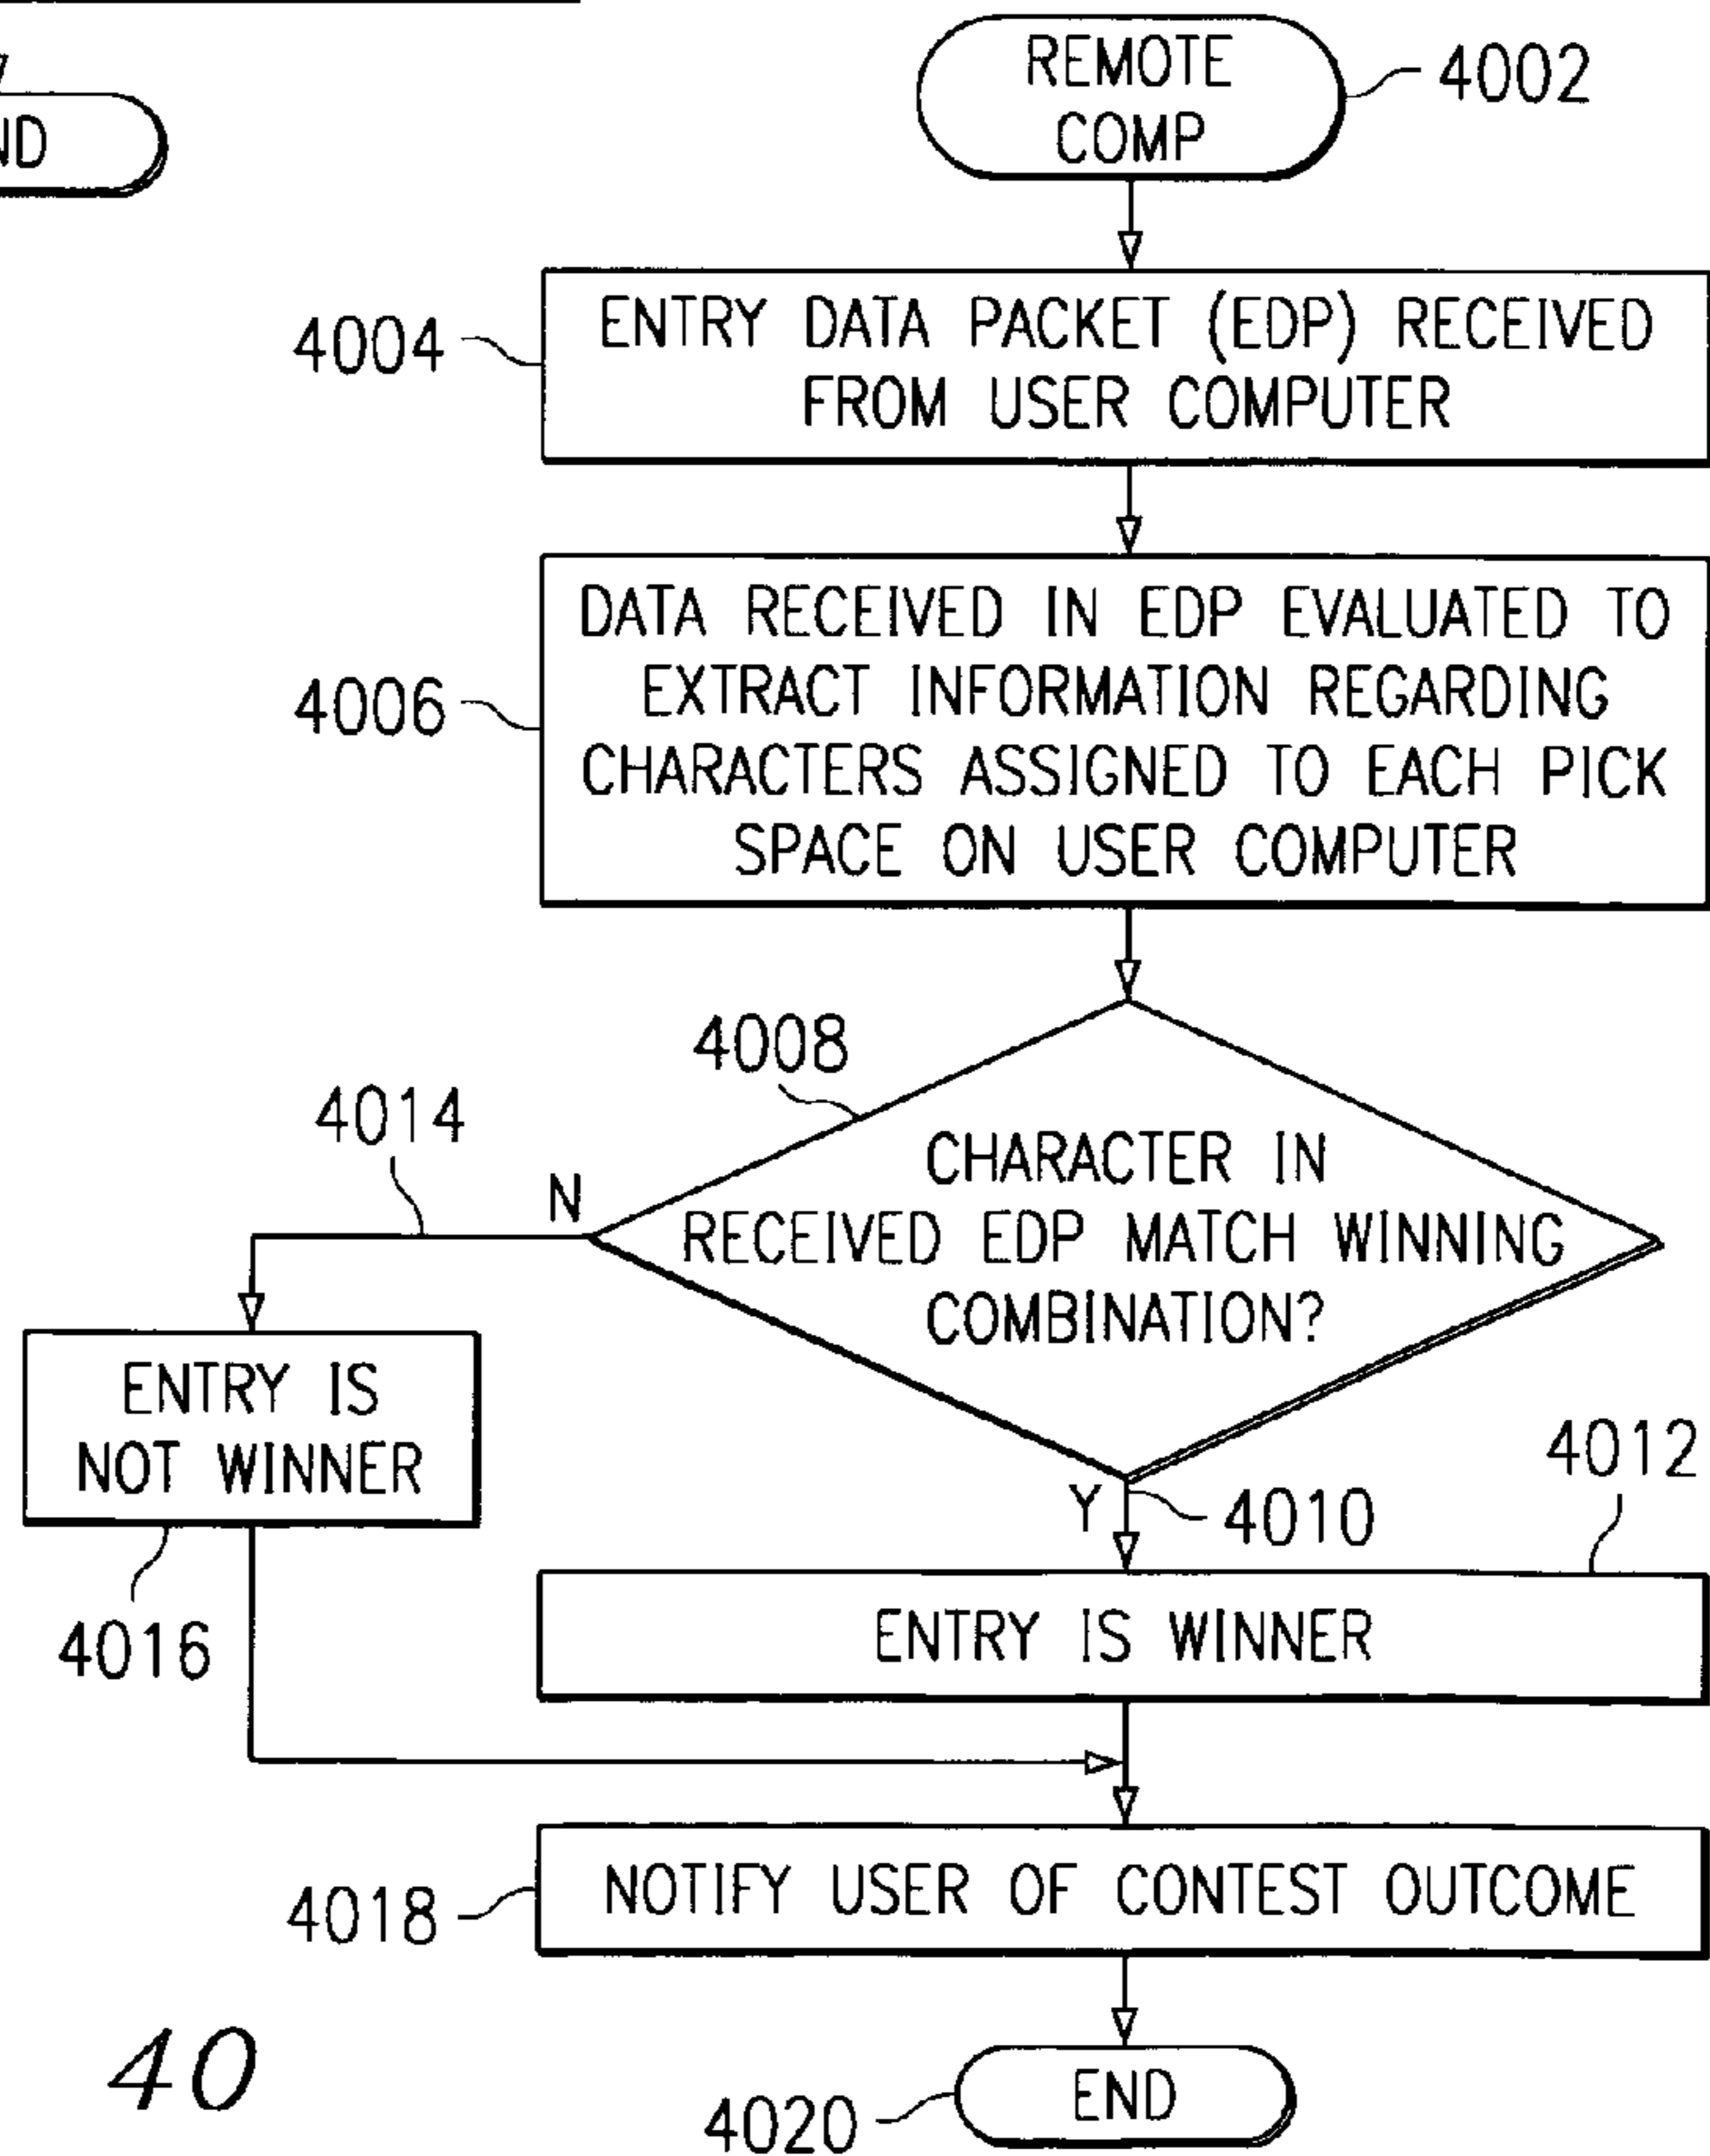 REMOTE
COMP
4002
4004
ENTRY DATA PACKET (EDP) RECEIVED
FROM USER COMPUTER
4006
DATA RECEIVED IN EDP EVALUATED TO
EXTRACT INFORMATION REGARDING
CHARACTERS ASSIGNED TO EACH PICK
SPACE ON USER COMPUTER
4008
CHARACTER IN
RECEIVED EDP MATCH WINNING
COMBINATION?
4014
N
ENTRY IS
NOT WINNER
4016
Y
4010
4012
ENTRY IS WINNER
4018
NOTIFY USER OF CONTEST OUTCOME
4020
END
40